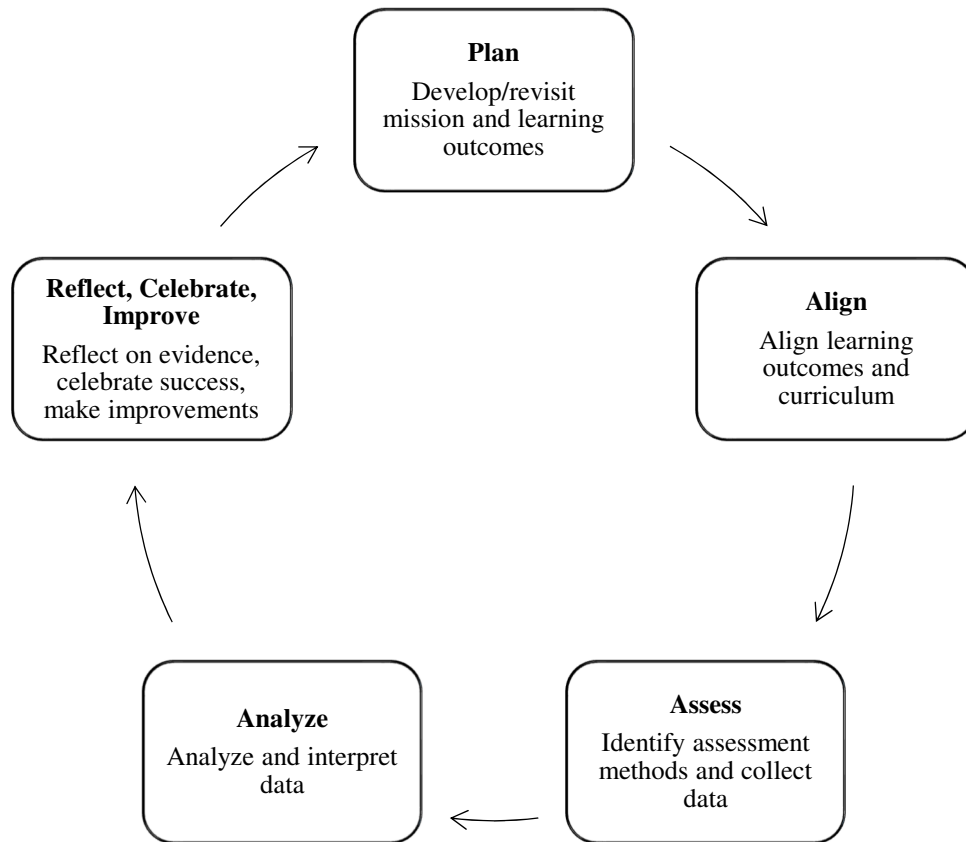 Plan
Develop/revisit
mission and learning
outcomes
Align
Align learning
outcomes and
curriculum
Assess
Identify assessment
methods and collect
data
Analyze
Analyze and interpret
data
Reflect, Celebrate,
Improve
Reflect on evidence,
celebrate success,
make improvements